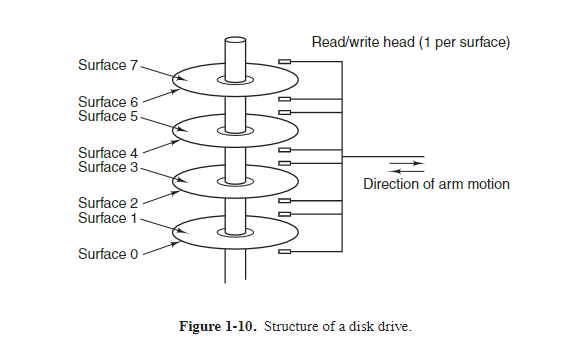 Read/write head (1 per surface)
Surface 7
Surface 6
Surface 5
Surface 4
Surface 3
Direction of arm motion
Surface 2
Surface 1
Surface 0
Figure 1-10. Structure of a disk drive.